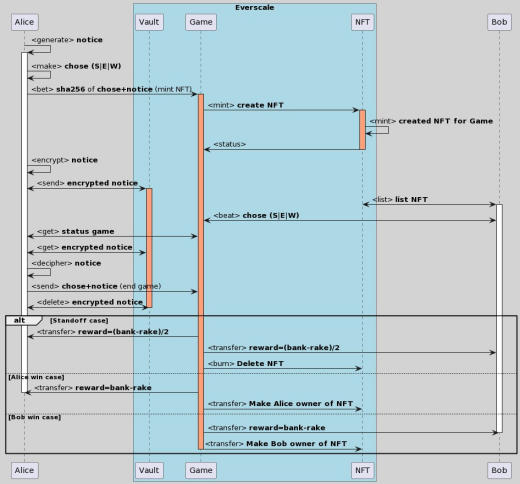 Everscale
Alice Vault Game NFT Bob
<generate> notice
<make> chose (S|E|W)
<bet> sha256 of chose+notice (mint NFT)
<mint> create NFT
<mint> created NFT for Game
<status>
<encrypt> notice
<send> encrypted notice
<list> list NFT
<beat> chose (S|E|W)
<get> status game
<get> encrypted notice
<decipher> notice
<send> chose+notice (end game)
<delete> encrypted notice
alt [Standoff case]
<transfer> reward=(bank-rake)/2
<transfer> reward=(bank-rake)/2
<burn> Delete NFT
[Alice win case]
<transfer> reward=bank-rake
<transfer> Make Alice owner of NFT
[Bob win case]
<transfer> reward=bank-rake
<transfer> Make Bob owner of NFT
Alice Vault Game NFT Bob